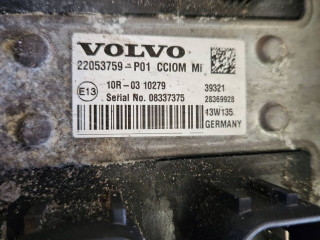 VOLVO
22053759-P01 CCIOM Mi
E13
10R-03 10279 39321
Serial No. 08337375 28369928
13W135
GERMANY